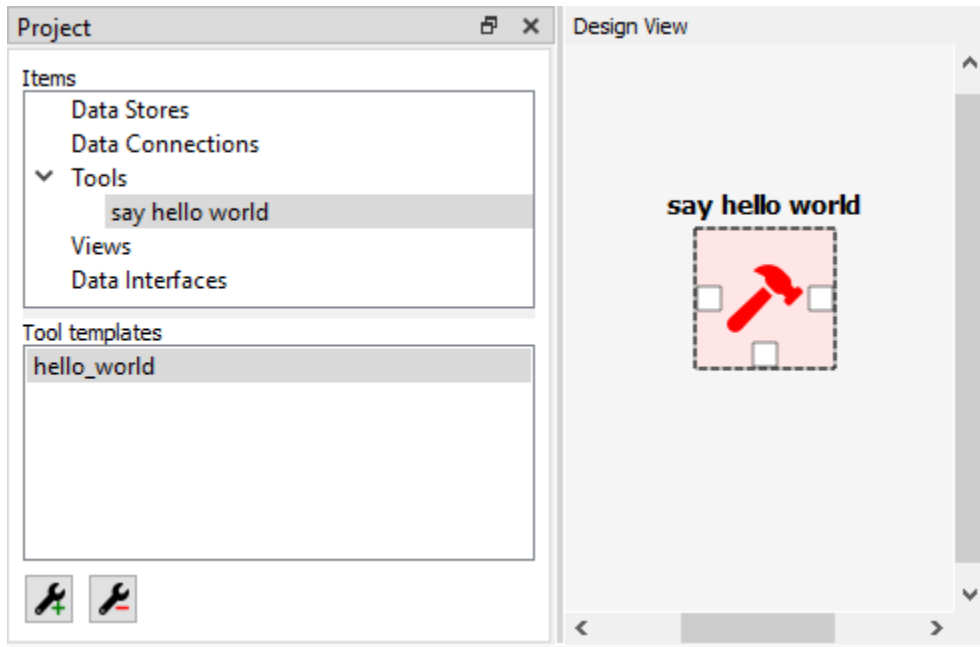 Project
Items
Data Stores
Data Connections
Tools
say hello world
Views
Data Interfaces
Tool templates
hello_world
Design View
say hello world